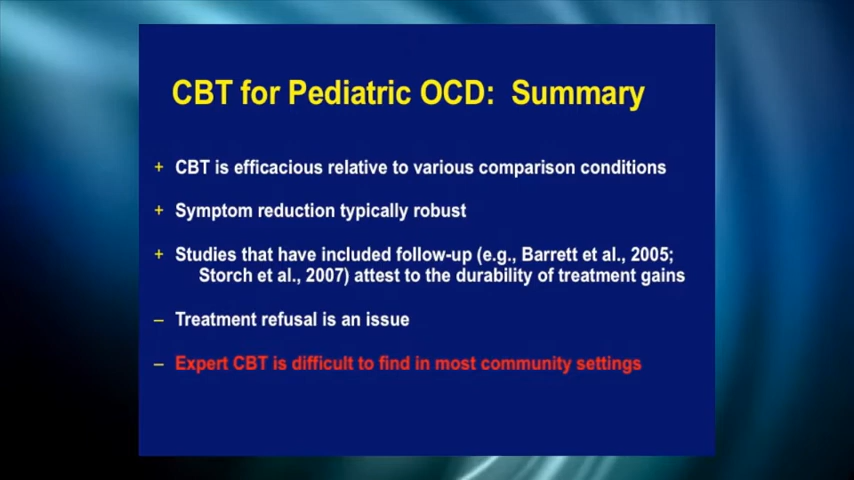 CBT for Pediatric OCD: Summary
+ CBT is efficacious relative to various comparison conditions
+ Symptom reduction typically robust
+ Studies that have included follow-up (e.g., Barrett et al., 2005;
Storch et al., 2007) attest to the durability of treatment gains
– Treatment refusal is an issue
– Expert CBT is difficult to find in most community settings